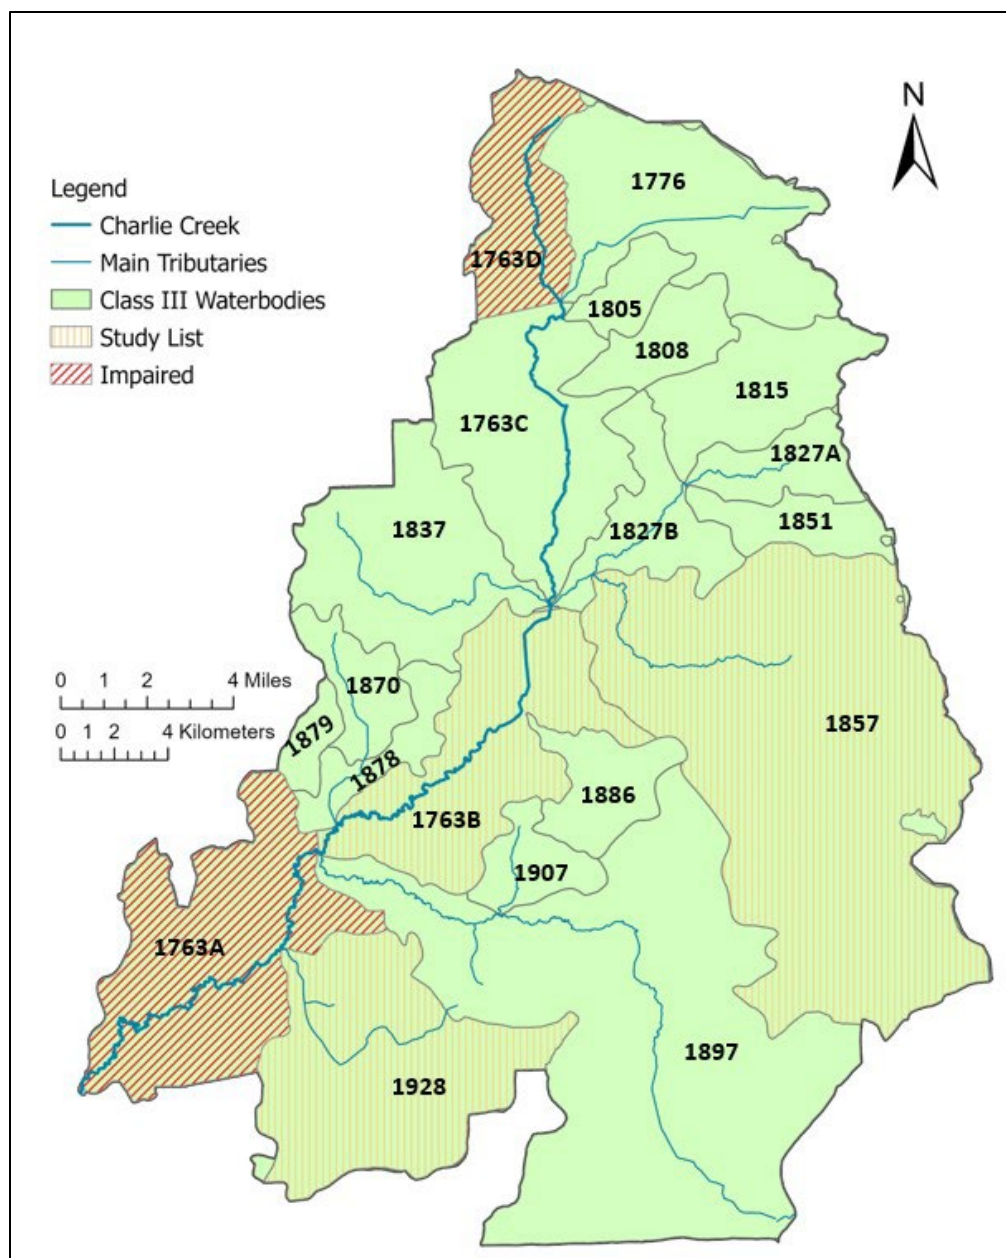 N
Legend
Charlie Creek
Main Tributaries
Class III Waterbodies
Study List
Impaired
1776
1763D
1805
1808
1815
1763C
1827A
1837
1827B
1851
0 1 2 4 Miles
0 1 2 4 Kilometers
1870
1879
1878
1857
1886
1763B
1907
1763A
1897
1928